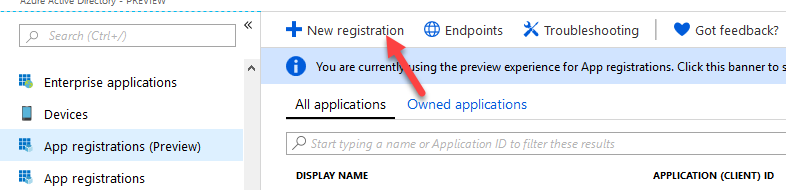 Azure Active Directory - PREVIEW
Search (Ctrl+/)
Enterprise applications
Devices
App registrations (Preview)
App registrations
New registration
Endpoints
Troubleshooting
Got feedback?
You are currently using the preview experience for App registrations. Click this banner to s
All applications
Owned applications
Start typing a name or Application ID to filter these results
DISPLAY NAME
APPLICATION (CLIENT) ID